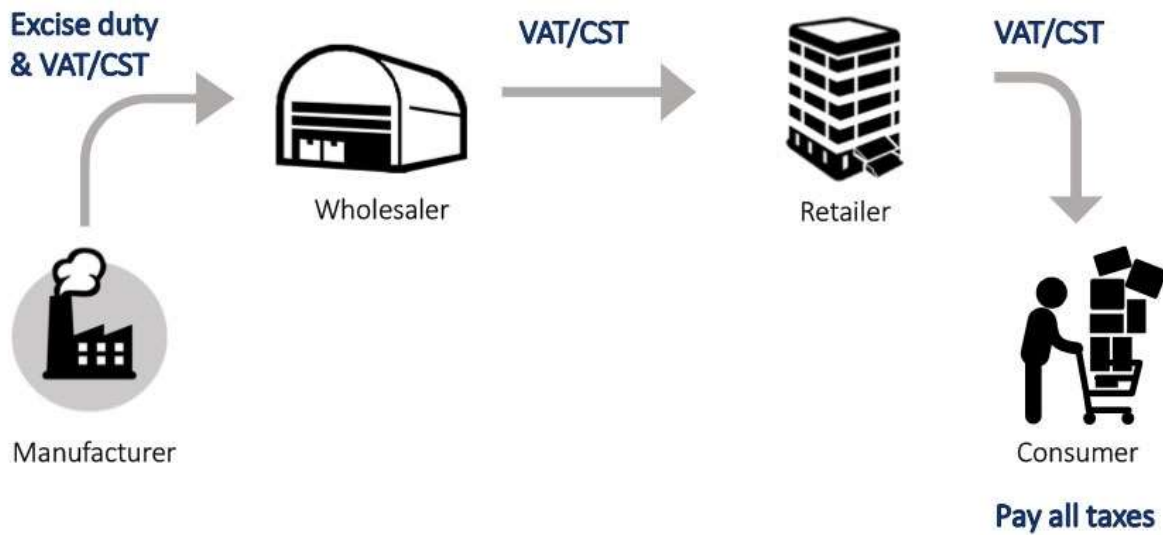 Excise duty
& VAT/CST
VAT/CST
VAT/CST
Wholesaler
Retailer
Manufacturer
Consumer
Pay all taxes